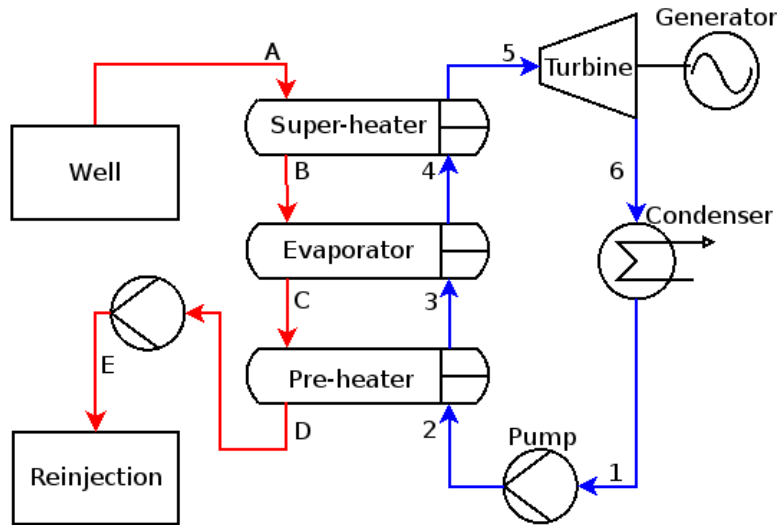 Generator
A
5
Turbine
Super-heater
Well
B
4
6
Condenser
Evaporator
C
3
E
Pre-heater
D
2
Pump
1
Reinjection